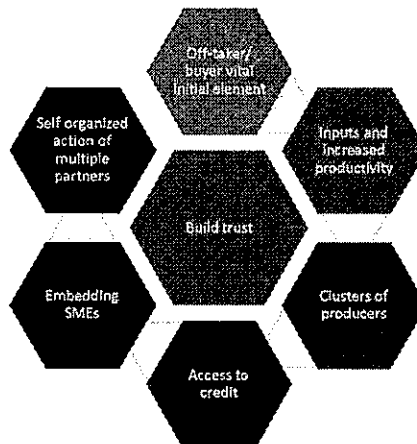 Off-taker/
buyer vital
initial element
Self organized
action of
multiple
partners
Inputs and
increased
productivity
Build trust
Embedding
SMEs
Clusters of
producers
Access to
credit